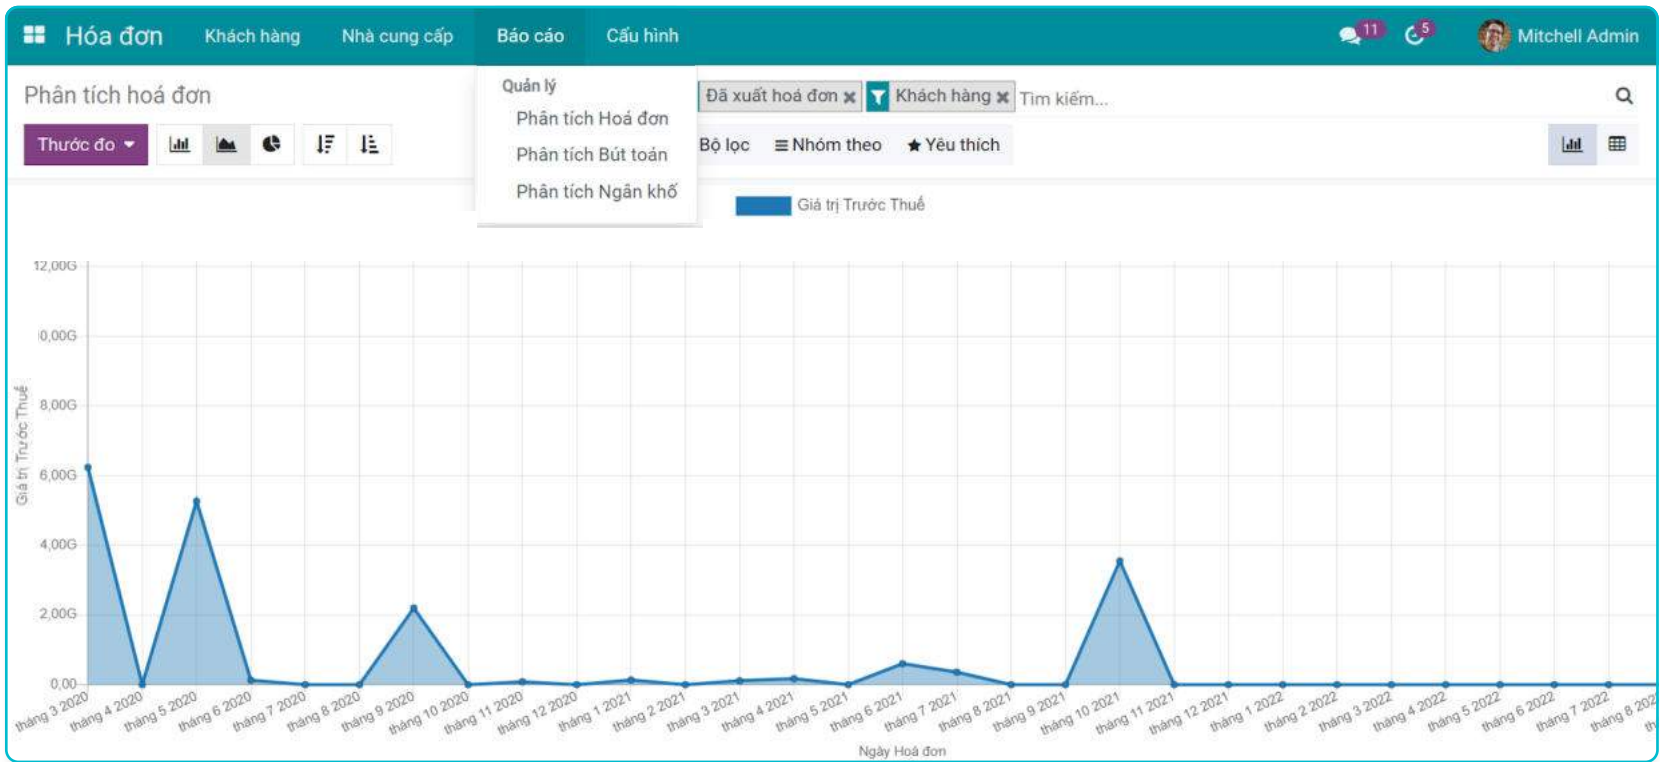 Hóa đơn Khách hàng Nhà cung cấp Báo cáo Cấu hình 11 5 Mitchell Admin
Phân tích hoá đơn
Quản lý
Đã xuất hoá đơn Khách hàng Tìm kiếm...
Phân tích Hoá đơn
Thước đo
Phân tích Bút toán
Bộ lọc Nhóm theo Yêu thích
Phân tích Ngân khố
Giá trị Trước Thuế
12,00G
0,00G
8,00G
6,00G
4,00G
2,00G
0,00
Giá trị Trước Thuế
tháng 3 2020 tháng 4 2020 tháng 5 2020 tháng 6 2020 tháng 7 2020 tháng 8 2020 tháng 9 2020 tháng 10 2020 tháng 11 2020 tháng 12 2020 tháng 1 2021 tháng 2 2021 tháng 3 2021 tháng 4 2021 tháng 5 2021 tháng 6 2021 tháng 7 2021 tháng 8 2021 tháng 9 2021 tháng 10 2021 tháng 11 2021 tháng 12 2021 tháng 1 2022 tháng 2 2022 tháng 3 2022 tháng 4 2022 tháng 5 2022 tháng 6 2022 tháng 7 2022 tháng 8 202
Ngày Hoá đơn